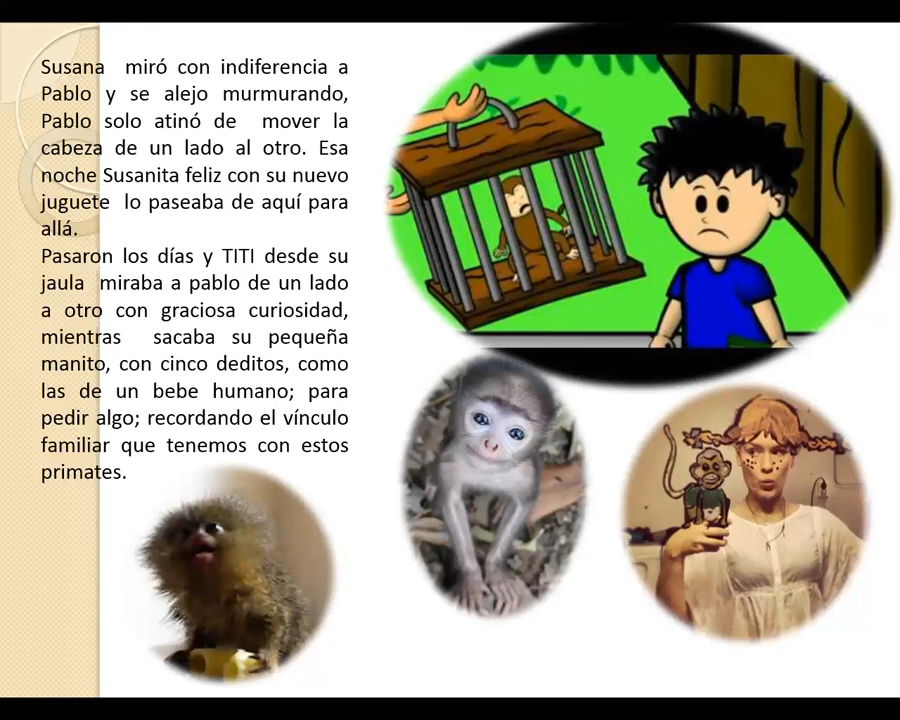 Susana miró con indiferencia a
Pablo y se alejo murmurando,
Pablo solo atinó de mover la
cabeza de un lado al otro. Esa
noche Susanita feliz con su nuevo
juguete lo paseaba de aquí para
allá.
Pasaron los días y TITI desde su
jaula miraba a pablo de un lado
a otro con graciosa curiosidad,
mientras sacaba su pequeña
manito, con cinco deditos, como
las de un bebe humano; para
pedir algo; recordando el vínculo
familiar que tenemos con estos
primates.